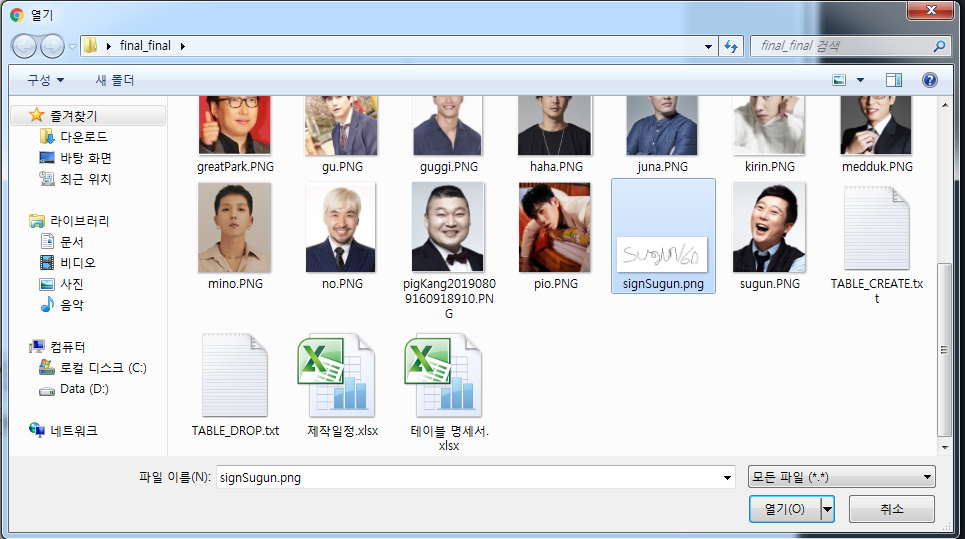 열기
final_final
final_final 검색
구성
새 폴더
즐겨찾기
다운로드
바탕 화면
최근 위치
라이브러리
문서
비디오
사진
음악
컴퓨터
로컬 디스크 (C:)
Data (D:)
네트워크
greatPark.PNG
gu.PNG
guggi.PNG
haha.PNG
juna.PNG
kirin.PNG
medduk.PNG
mino.PNG
no.PNG
pigKang2019080
9160918910.PN
G
pio.PNG
signSugun.png
sugun.PNG
TABLE_CREATE.tx
t
TABLE_DROP.txt
제작일정.xlsx
테이블 명세서.
xlsx
파일 이름(N):
signSugun.png
모든 파일 (*.*)
열기(O)
취소